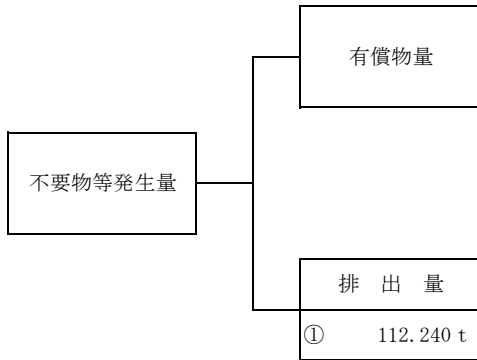 有償物量
不要物等発生量
排 出 量
① 112.240 t